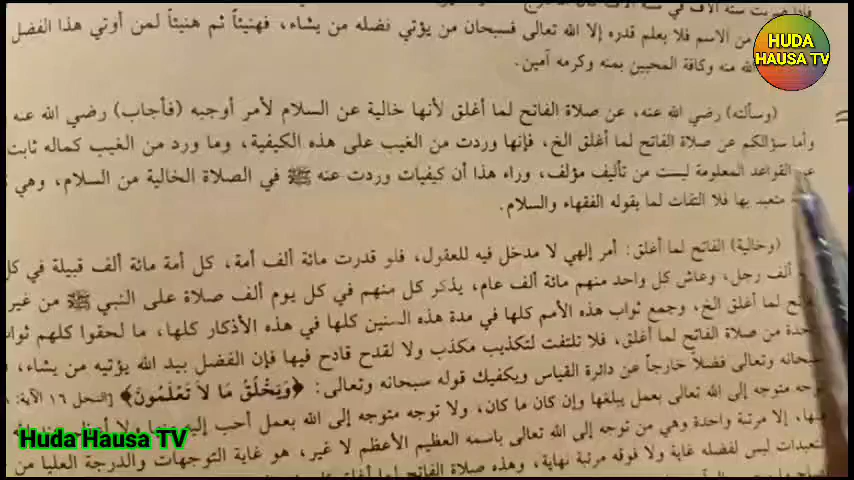 من الاسم فلا يعلم قدره إلا الله تعالى فسبحان من يؤتي فضله من يشاء، فهنيئاً ثم هنيئاً لمن أوتي هذا الفضل
الله منه وكافة المحبين بمنه وكرمه آمين.
HUDA
HAUSA TV
(وسألته) رضي الله عنه، عن صلاة الفاتح لما أغلق لأنها خالية عن السلام لأمر أوجبه (فأجاب) رضي الله عنه
وأما سؤالكم عن صلاة الفاتح لما أغلق الخ، فإنها وردت من الغيب على هذه الكيفية، وما ورد من الغيب كماله ثابت
عن القواعد المعلومة ليست من تأليف مؤلف، وراء هذا أن كيفيات وردت عنه ﷺ في الصلاة الخالية من السلام، وهي
متعبد بها فلا التفات لما يقوله الفقهاء والسلام.
(وخالية) الفاتح لما أغلق: أمر إلهي لا مدخل فيه للعقول، فلو قدرت مائة ألف أمة، كل أمة مائة ألف قبيلة في كل
ألف رجل، وعاش كل واحد منهم مائة ألف عام، يذكر كل منهم في كل يوم ألف صلاة على النبي ﷺ من غير
لما أغلق الخ، وجمع ثواب هذه الأمم كلها في مدة هذه السنين كلها في هذه الأذكار كلها، ما لحقوا كلهم ثواب
من صلاة الفاتح لما أغلق، فلا تلتفت لتكذيب مكذب ولا لقدح قادح فيها فإن الفضل بيد الله يؤتيه من يشاء،
سبحانه وتعالى فضلاً خارجاً عن دائرة القياس ويكفيك قوله سبحانه وتعالى: ﴿وَيَخْلُقُ مَا لاَ تَعْلَمُونَ﴾ [النحل ١٦ الآية:
متوجه إلى الله تعالى بعمل يبلغها وإن كان ما كان، ولا توجه متوجه إلى الله بعمل أحب إليه
إلا مرتبة واحدة وهي من توجه إلى الله تعالى باسمه العظيم الأعظم لا غير، هو غاية التوجهات والدرجة العليا من
ليس لفضله غاية ولا فوقه مرتبة نهاية، وهذه صلاة الفاتح لما أغلق
Huda Hausa TV